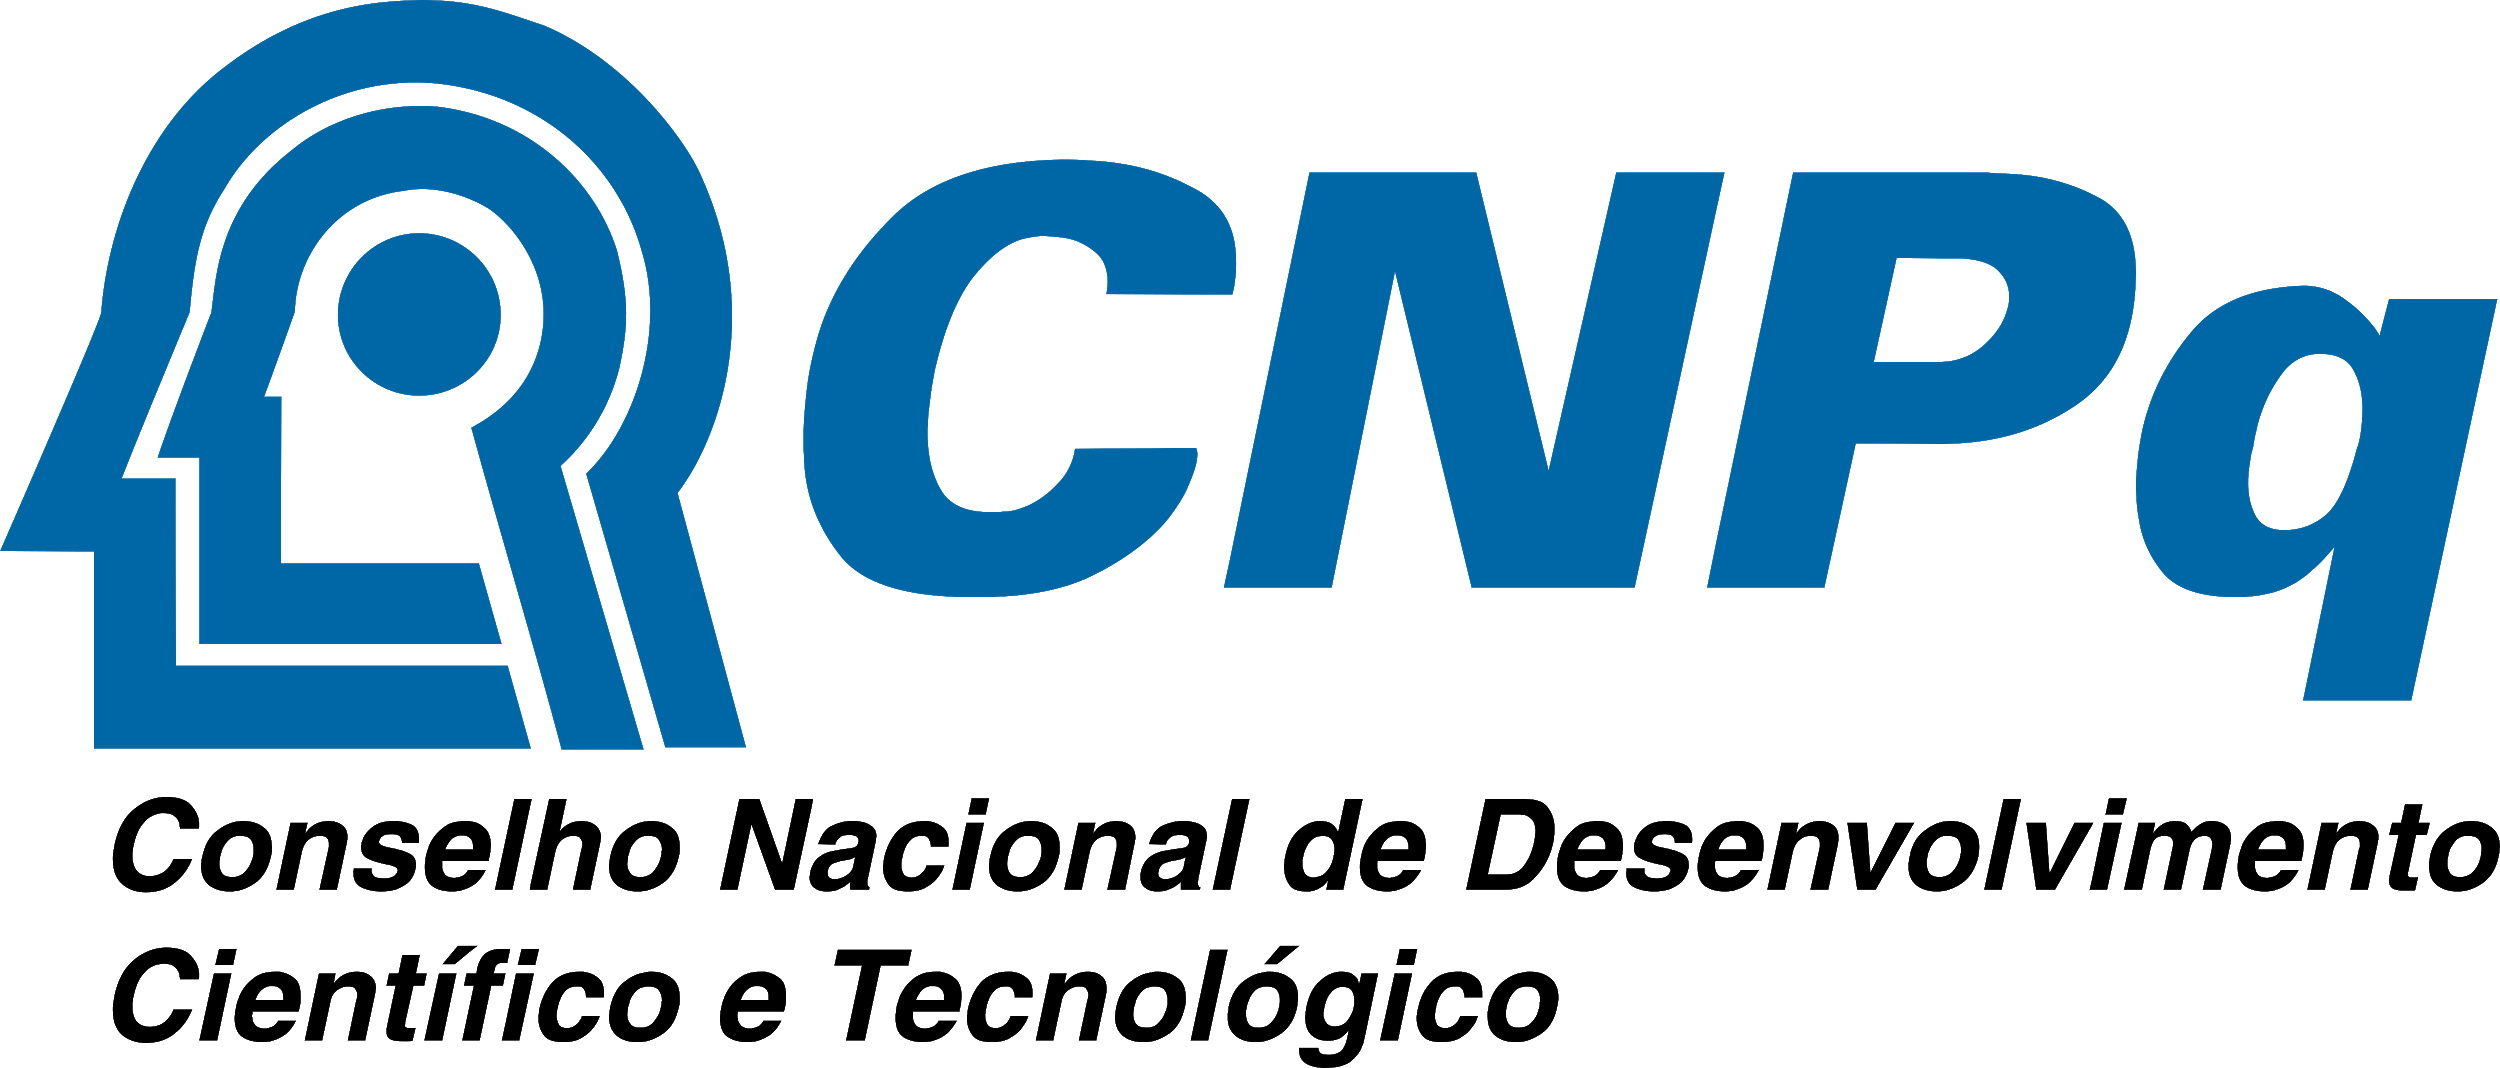 CNPq
Conselho Nacional de Desenvolvimento
Científico e Tecnológico